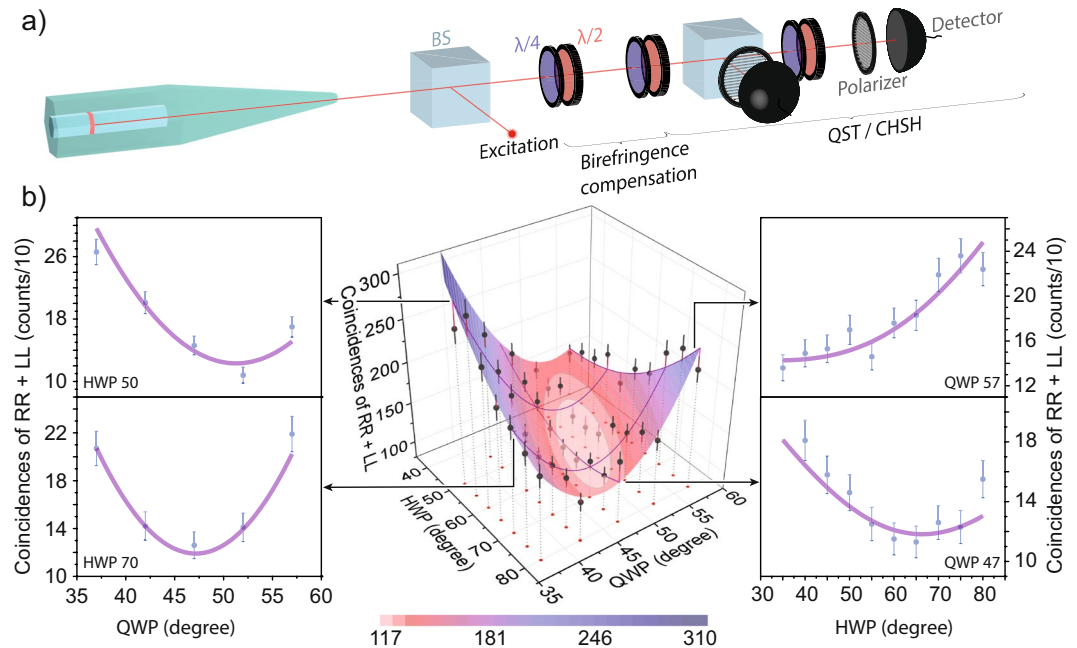 a)
BS
λ/4
λ/2
Detector
Polarizer
Excitation
Birefringence
compensation
QST / CHSH
b)
Coincidences of RR + LL (counts/10)
26
18
10
HWP 50
22
18
14
10
HWP 70
35 40 45 50 55 60
QWP (degree)
Coincidences of RR + LL
300
250
200
150
100
40
50
60
70
80
HWP (degree)
35
40
45
50
55
60
QWP (degree)
117 181 246 310
24
20
16
12
QWP 57
18
14
10
QWP 47
Coincidences of RR + LL (counts/10)
30 40 50 60 70 80
HWP (degree)